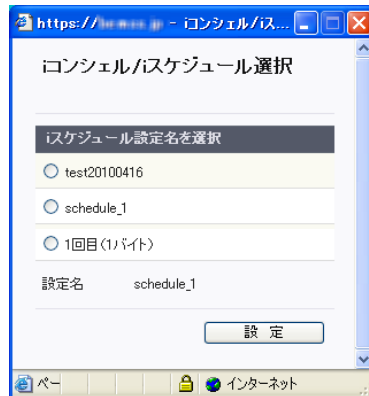 https:// - iコンシェル/iス...
iコンシェル/iスケジュール選択
iスケジュール設定名を選択
test20100416
schedule_1
1回目(1バイト)
設定名 schedule_1
設 定
ペー インターネット